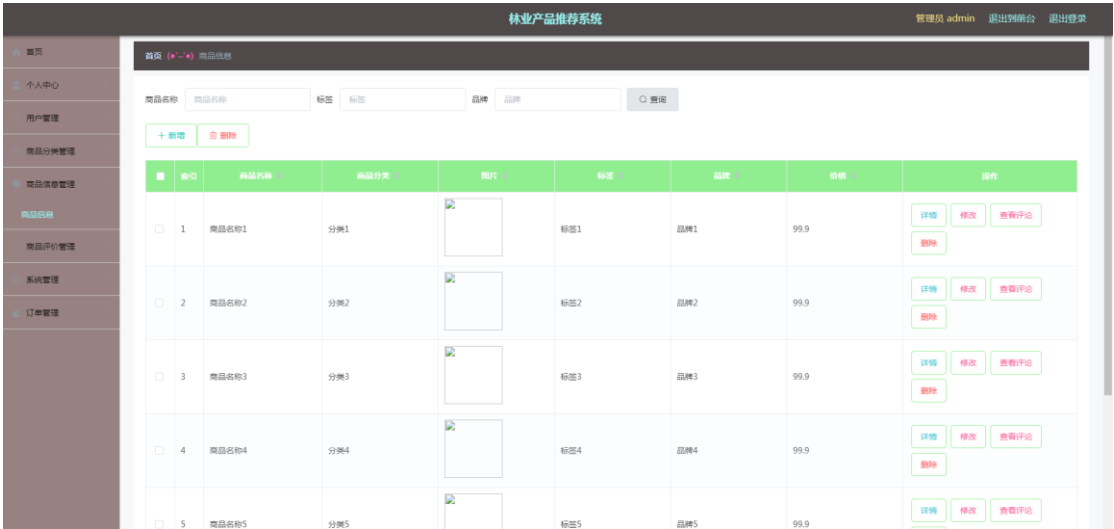 林业产品推荐系统
管理员 admin 退出到前台 退出登录
首页
个人中心
用户管理
商品分类管理
商品信息管理
商品信息
商品评价管理
系统管理
订单管理
首页 (●'◡'●) 商品信息
商品名称 商品名称 标签 标签 品牌 品牌 查询
新增 删除
索引 商品名称 商品分类 照片 标签 品牌 价格 操作
1 商品名称1 分类1 标签1 品牌1 99.9 详情 修改 查看评论
删除
2 商品名称2 分类2 标签2 品牌2 99.9 详情 修改 查看评论
删除
3 商品名称3 分类3 标签3 品牌3 99.9 详情 修改 查看评论
删除
4 商品名称4 分类4 标签4 品牌4 99.9 详情 修改 查看评论
删除
5 商品名称5 分类5 标签5 品牌5 99.9 详情 修改 查看评论